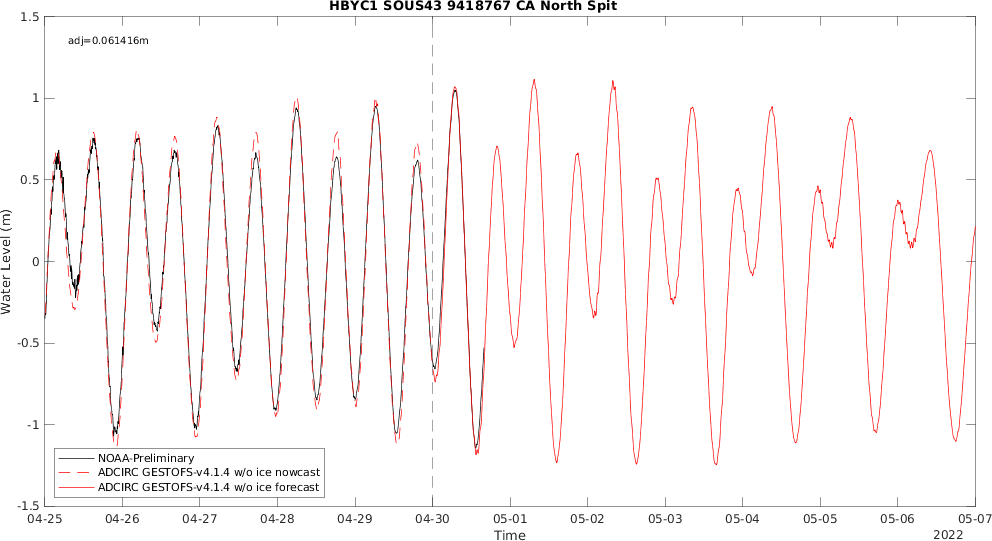 HBYC1 SOUS43 9418767 CA North Spit
adj=0.061416m
Water Level (m)
1.5
1
0.5
0
-0.5
-1
-1.5
NOAA-Preliminary
ADCIRC GESTOFS-v4.1.4 w/o ice nowcast
ADCIRC GESTOFS-v4.1.4 w/o ice forecast
04-25 04-26 04-27 04-28 04-29 04-30 05-01 05-02 05-03 05-04 05-05 05-06 05-07
Time
2022